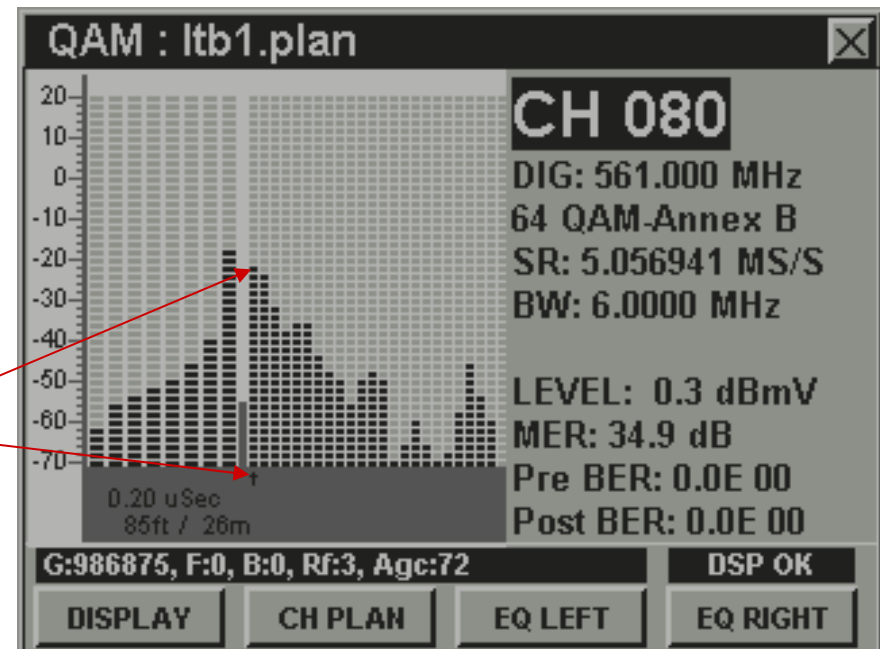 QAM : ltb1.plan
20
10
0
-10
-20
-30
-40
-50
-60
-70
0.20 uSec
85ft / 26m
CH 080
DIG: 561.000 MHz
64 QAM-Annex B
SR: 5.056941 MS/S
BW: 6.0000 MHz
LEVEL: 0.3 dBmV
MER: 34.9 dB
Pre BER: 0.0E 00
Post BER: 0.0E 00
G:986875, F:0, B:0, Rf:3, Agc:72
DSP OK
DISPLAY
CH PLAN
EQ LEFT
EQ RIGHT